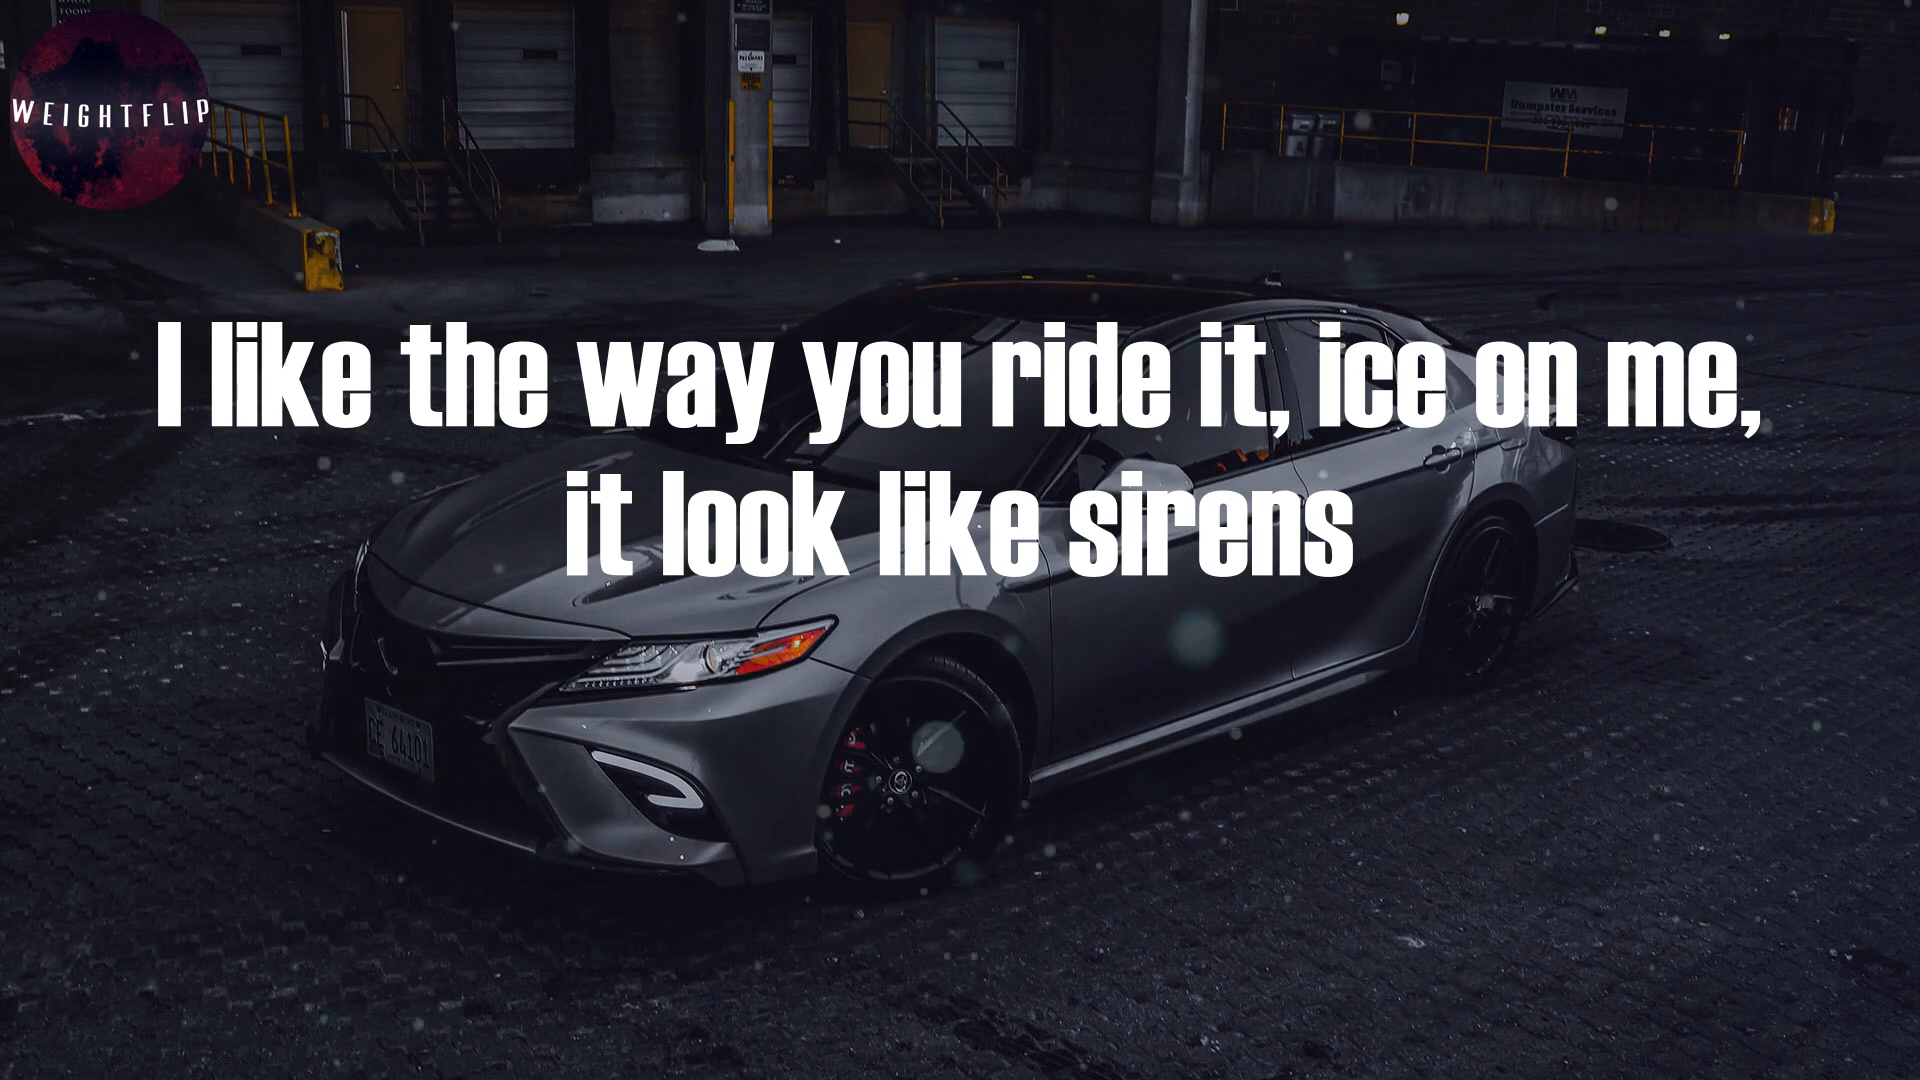 WEIGHTFLIP
WM
Dumpster Services
I like the way you ride it, ice on me,
it look like sirens